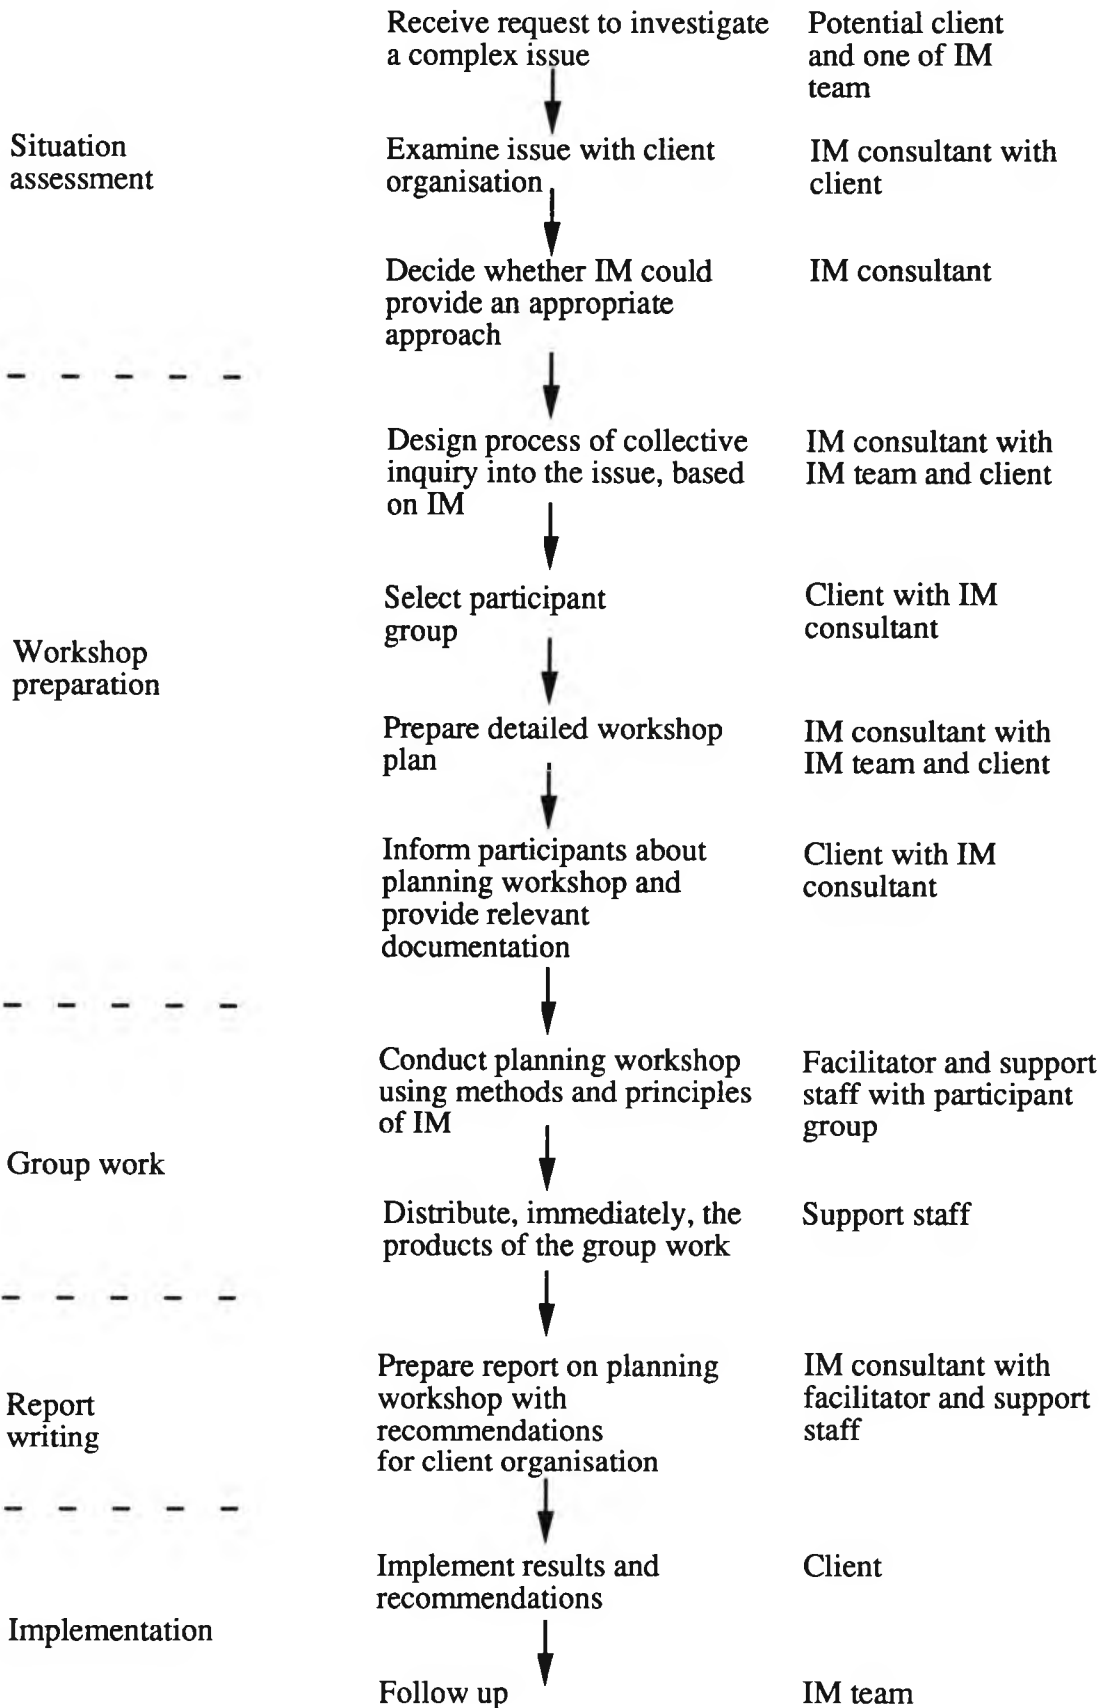 Receive request to investigate
a complex issue
Potential client
and one of IM
team
Situation
assessment
Examine issue with client
organisation
IM consultant with
client
Decide whether IM could
provide an appropriate
approach
IM consultant
Design process of collective
inquiry into the issue, based
on IM
IM consultant with
IM team and client
Workshop
preparation
Select participant
group
Client with IM
consultant
Prepare detailed workshop
plan
IM consultant with
IM team and client
Inform participants about
planning workshop and
provide relevant
documentation
Client with IM
consultant
Group work
Conduct planning workshop
using methods and principles
of IM
Facilitator and support
staff with participant
group
Distribute, immediately, the
products of the group work
Support staff
Report
writing
Prepare report on planning
workshop with
recommendations
for client organisation
IM consultant with
facilitator and support
staff
Implementation
Implement results and
recommendations
Client
Follow up
IM team